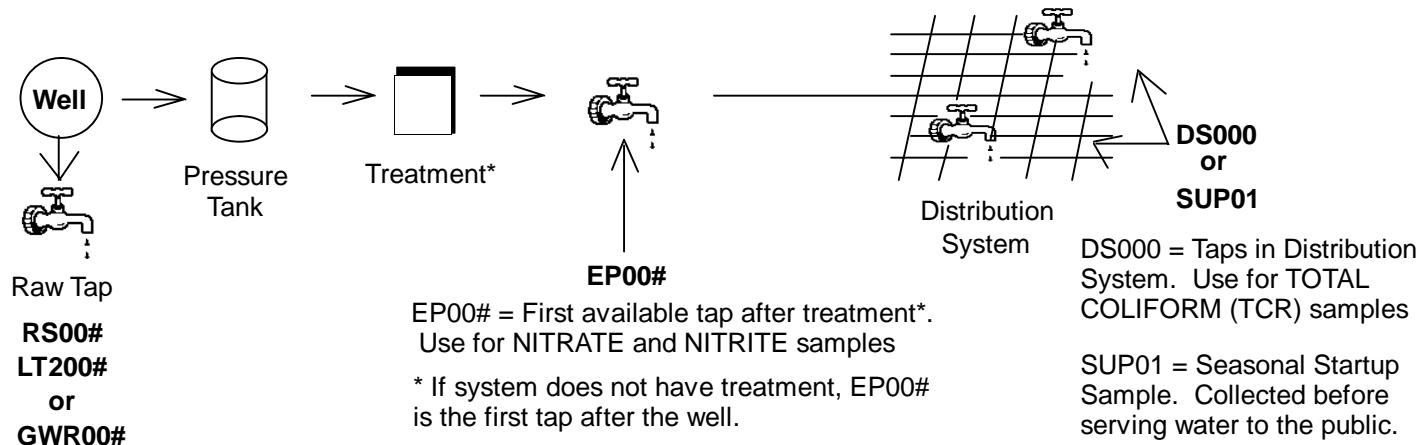 Well
Raw Tap
RS00#
LT200#
or
GWR00#
Pressure
Tank
Treatment*
EP00#
EP00# = First available tap after treatment*.
Use for NITRATE and NITRITE samples
* If system does not have treatment, EP00#
is the first tap after the well.
Distribution
System
DS000
or
SUP01
DS000 = Taps in Distribution
System. Use for TOTAL
COLIFORM (TCR) samples
SUP01 = Seasonal Startup
Sample. Collected before
serving water to the public.